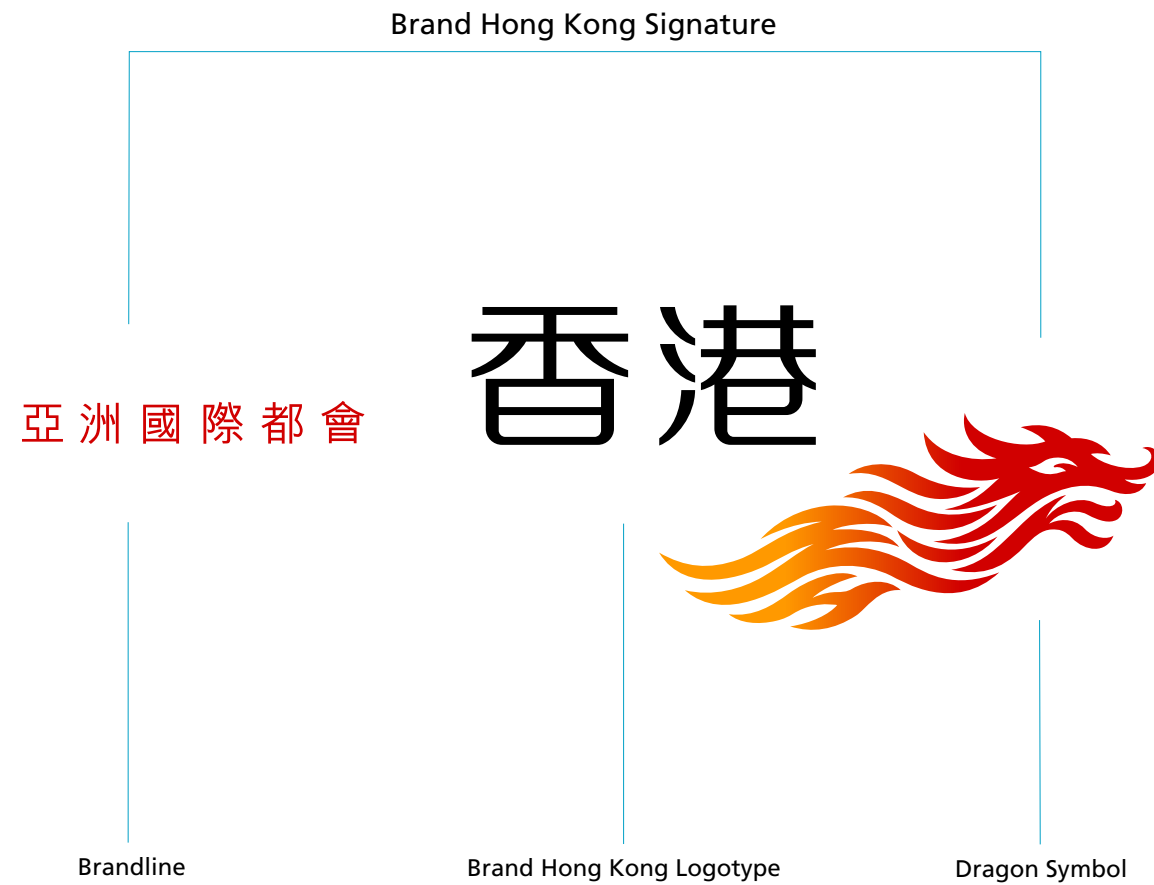 Brand Hong Kong Signature
香港
亞洲國際都會
Brandline
Brand Hong Kong Logotype
Dragon Symbol